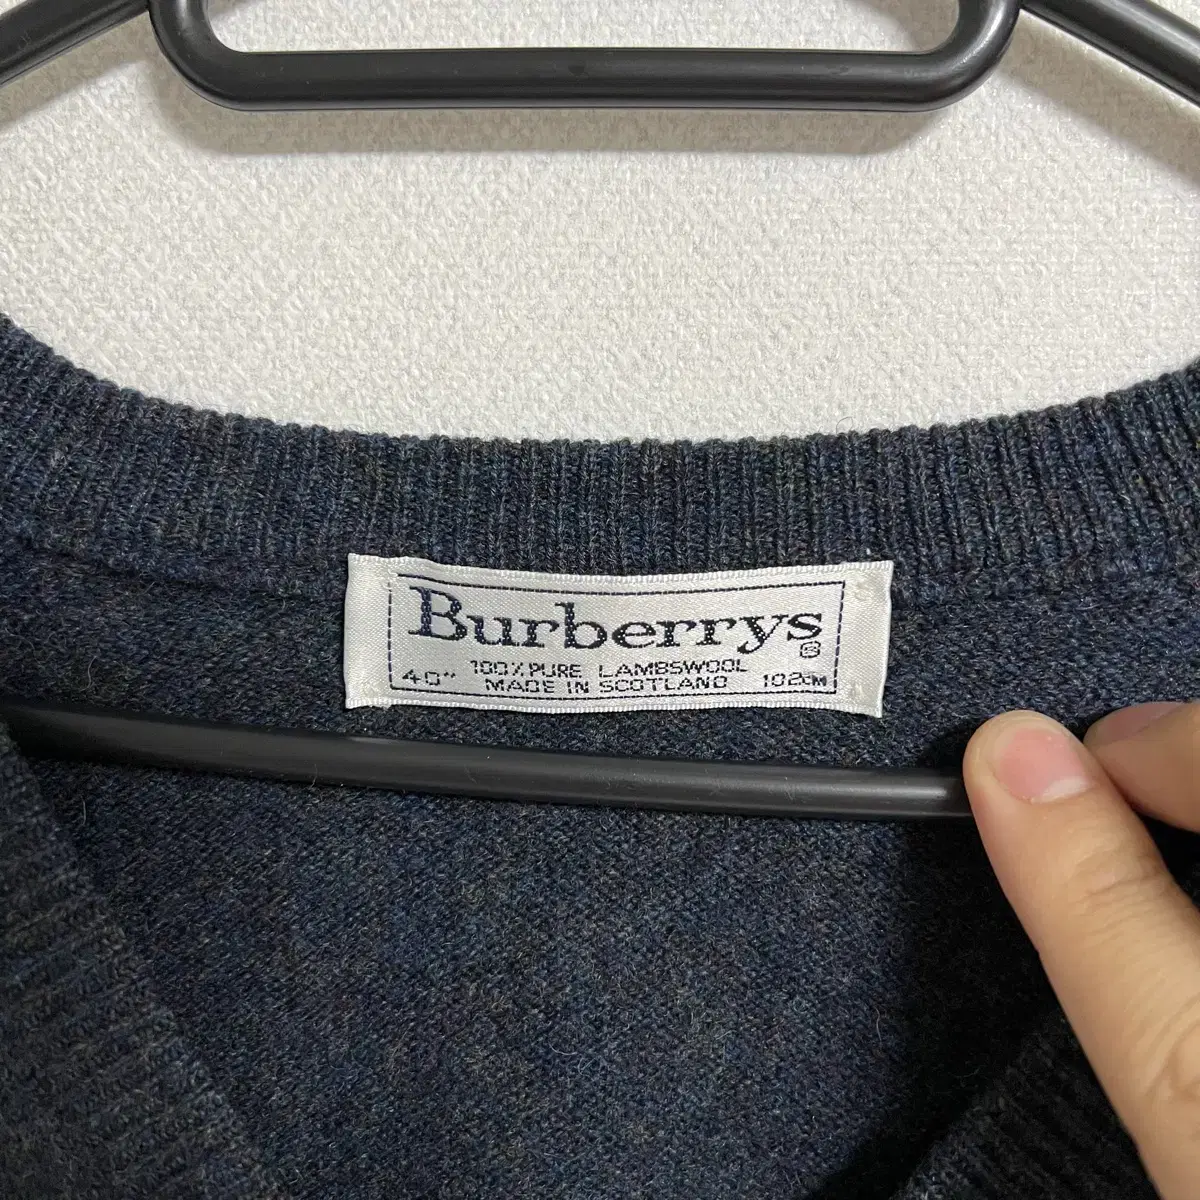 Burberrys
®
100% PURE LAMBSWOOL
40" MADE IN SCOTLAND 102CM